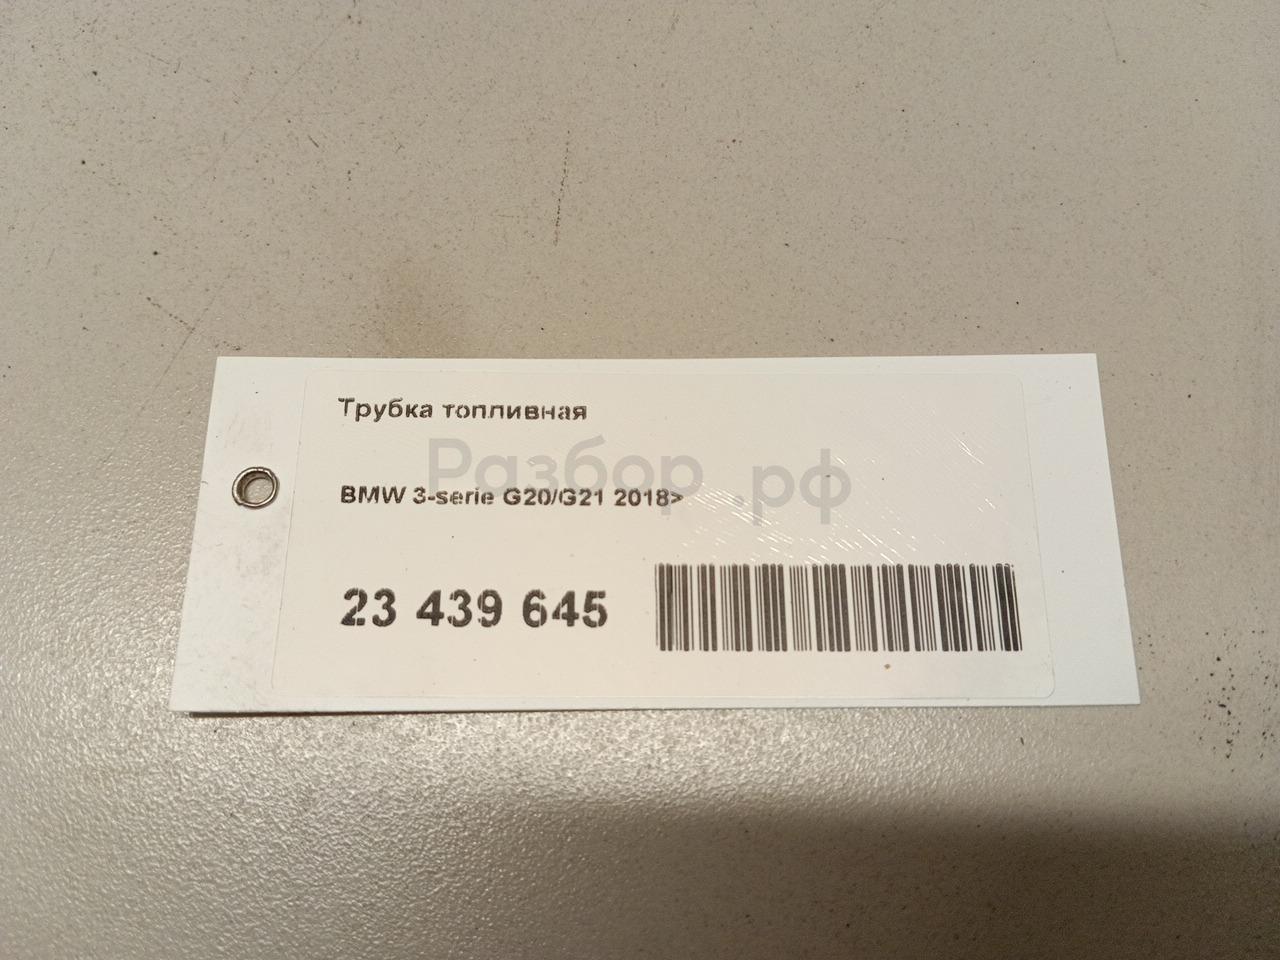 Трубка топливная
Разбор.рф
BMW 3-serie G20/G21 2018>
23 439 645